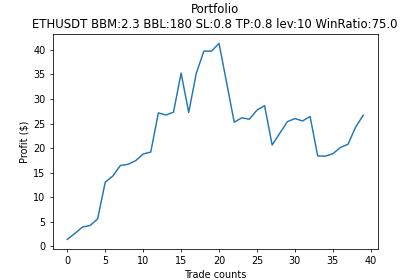 Portfolio
ETHUSDT BBM:2.3 BBL:180 SL:0.8 TP:0.8 lev:10 WinRatio:75.0
Profit ($)
40
35
30
25
20
15
10
5
0
0 5 10 15 20 25 30 35 40
Trade counts